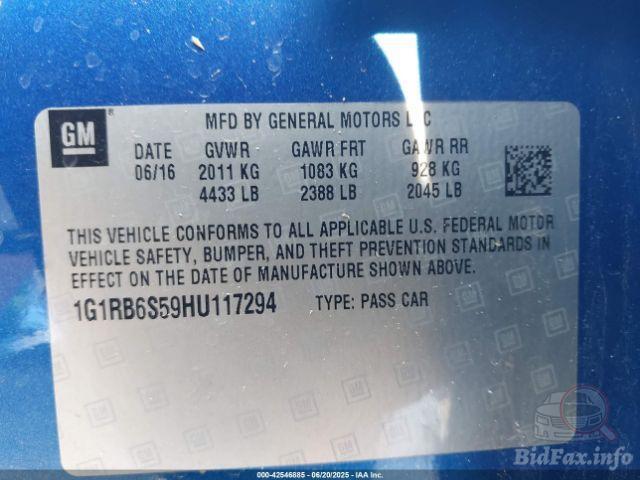 GM
®
MFD BY GENERAL MOTORS LLC
DATE GVWR GAWR FRT GAWR RR
06/16 2011 KG 1083 KG 928 KG
4433 LB 2388 LB 2045 LB
THIS VEHICLE CONFORMS TO ALL APPLICABLE U.S. FEDERAL MOTOR
VEHICLE SAFETY, BUMPER, AND THEFT PREVENTION STANDARDS IN
EFFECT ON THE DATE OF MANUFACTURE SHOWN ABOVE.
1G1RB6S59HU117294 TYPE: PASS CAR
BidFax.info
000-42546885 - 06/20/2025 - IAA Inc.